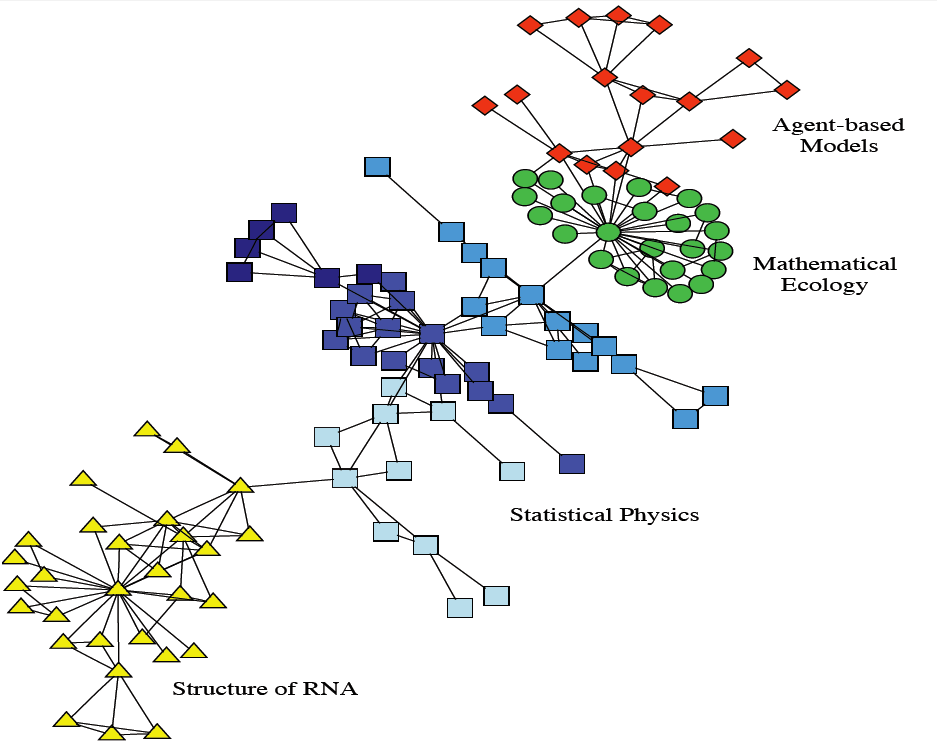 Agent-based
Models
Mathematical
Ecology
Statistical Physics
Structure of RNA